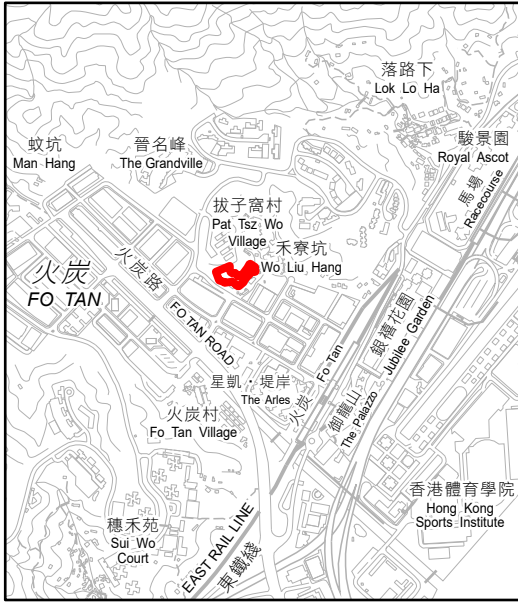 落路下
Lok Lo Ha
蚊坑
Man Hang
晉名峰
The Grandville
駿景園
Royal Ascot
馬場
Racecourse
拔子窩村
Pat Tsz Wo
Village
禾寮坑
Wo Liu Hang
火炭
FO TAN
火炭路
FO TAN ROAD
星凱．堤岸
The Arles
火炭
Fo Tan
銀禧花園
Jubilee Garden
御龍山
The Palazzo
火炭村
Fo Tan Village
穗禾苑
Sui Wo
Court
EAST RAIL LINE
東鐵綫
香港體育學院
Hong Kong
Sports Institute